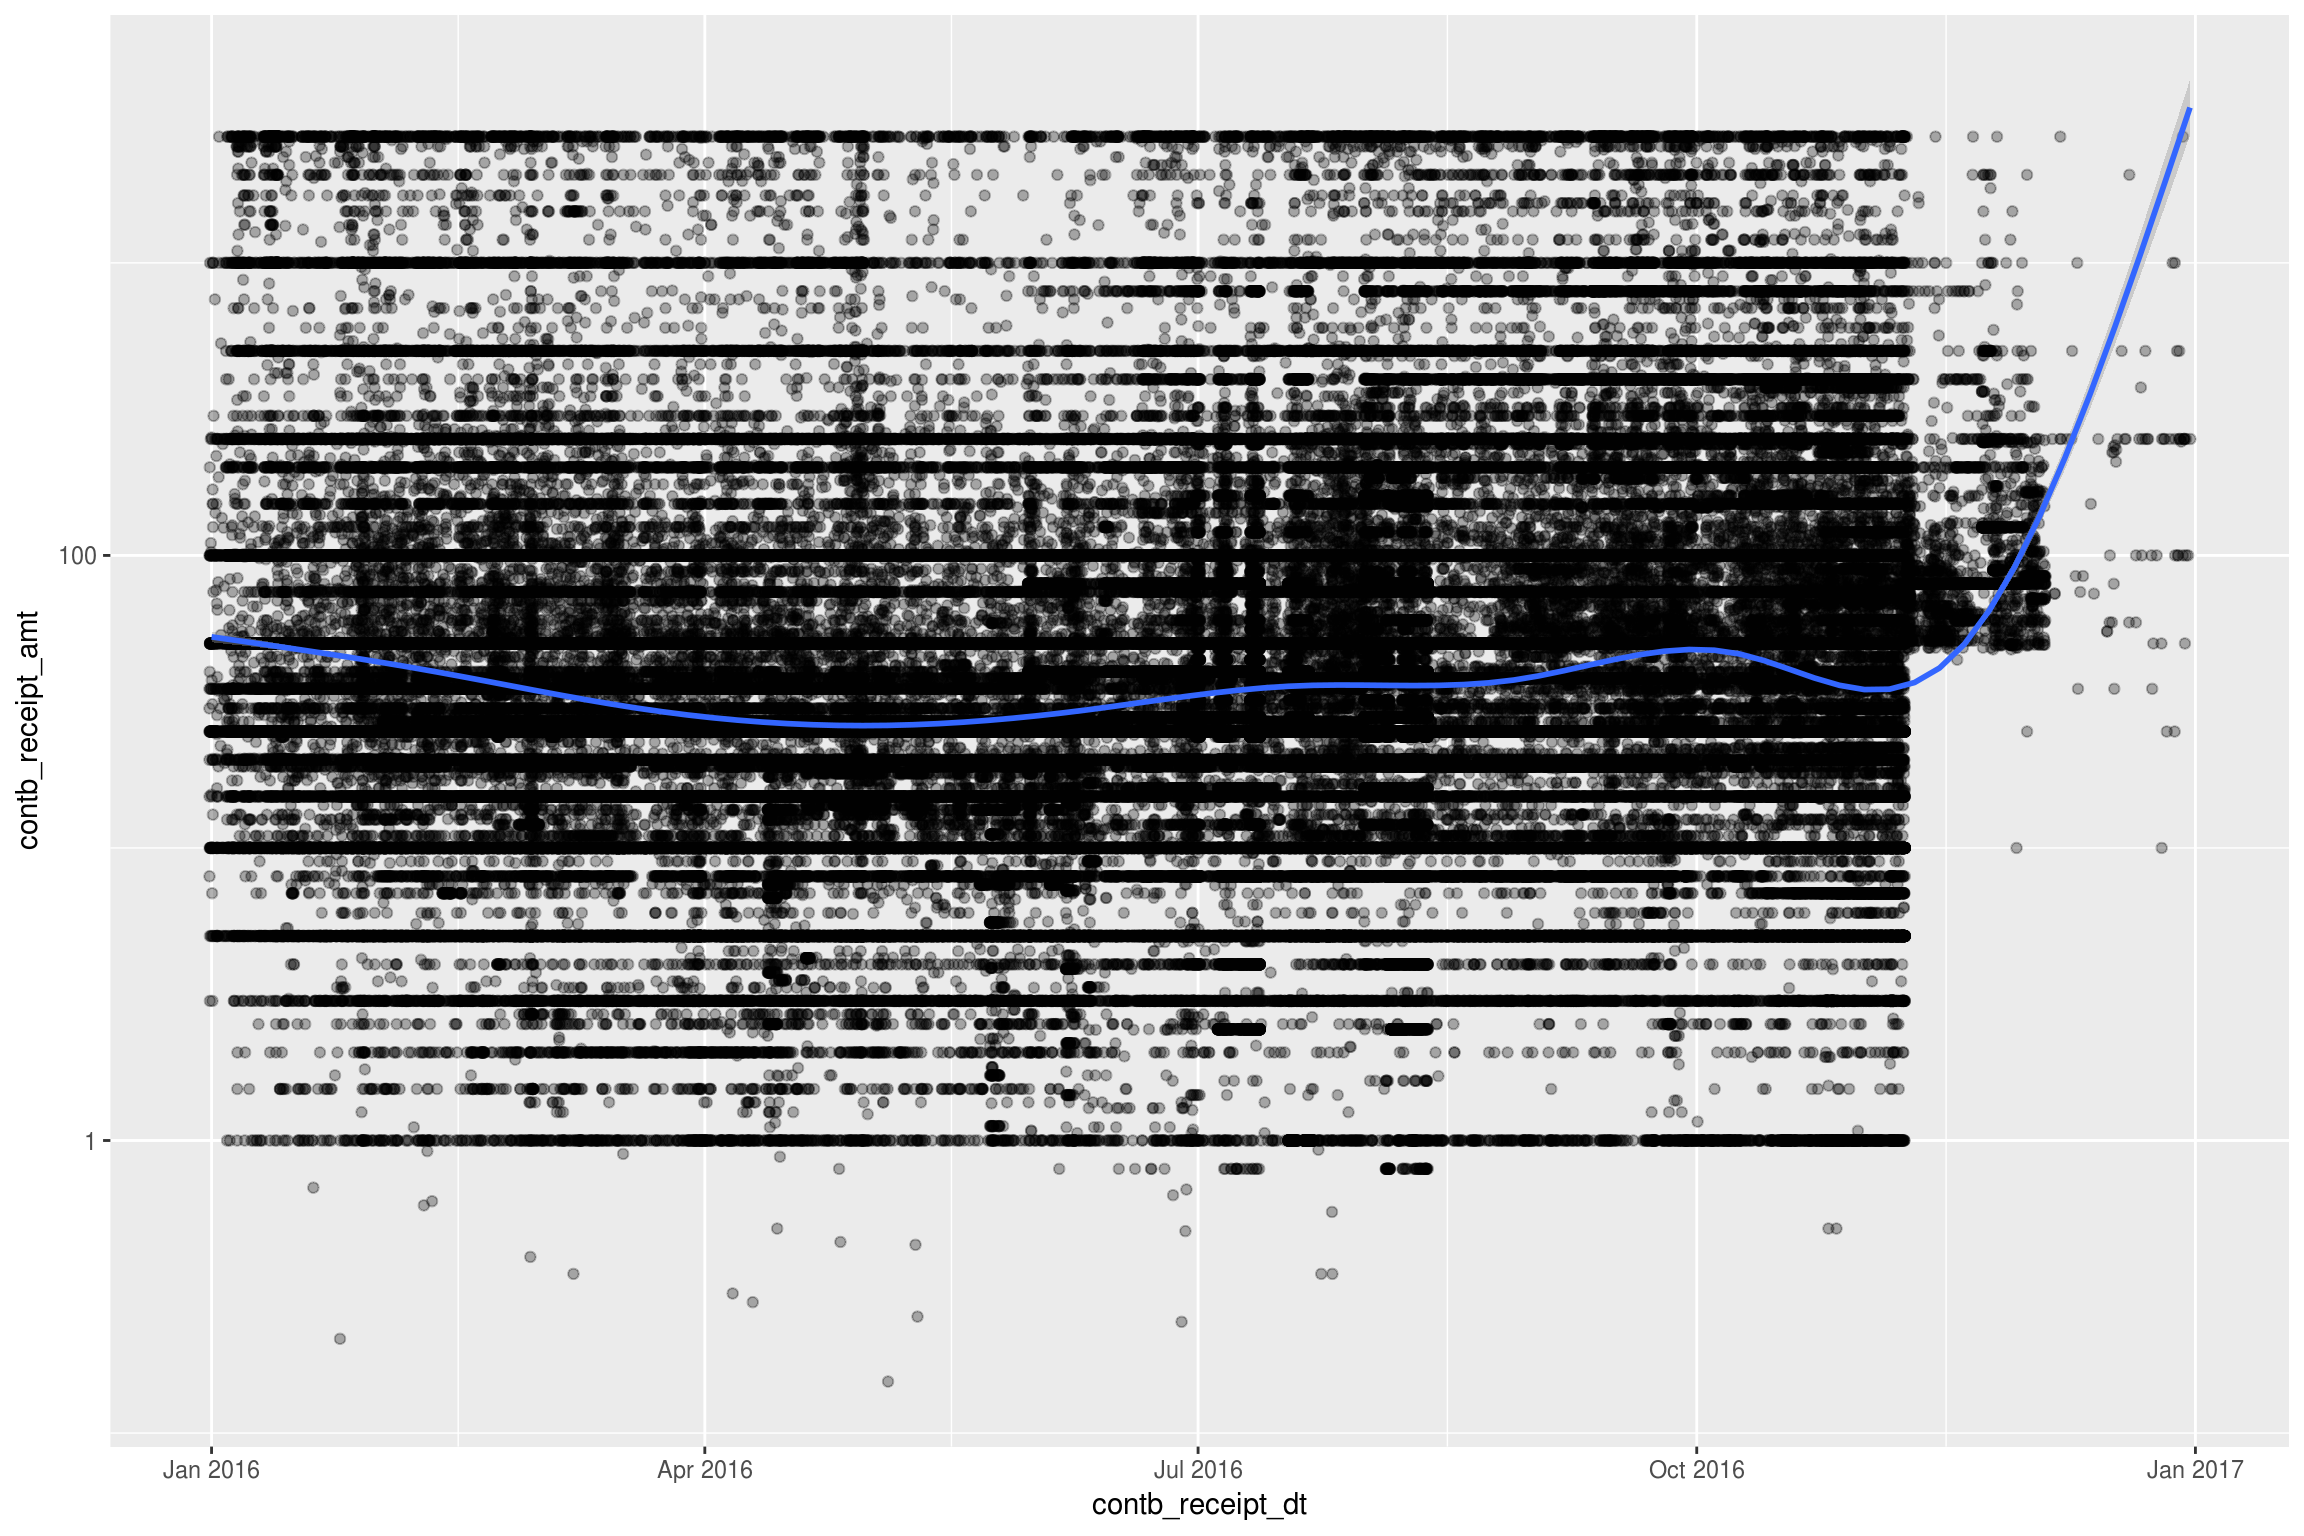 contb_receipt_amt
100
1
Jan 2016
Apr 2016
Jul 2016
Oct 2016
Jan 2017
contb_receipt_dt